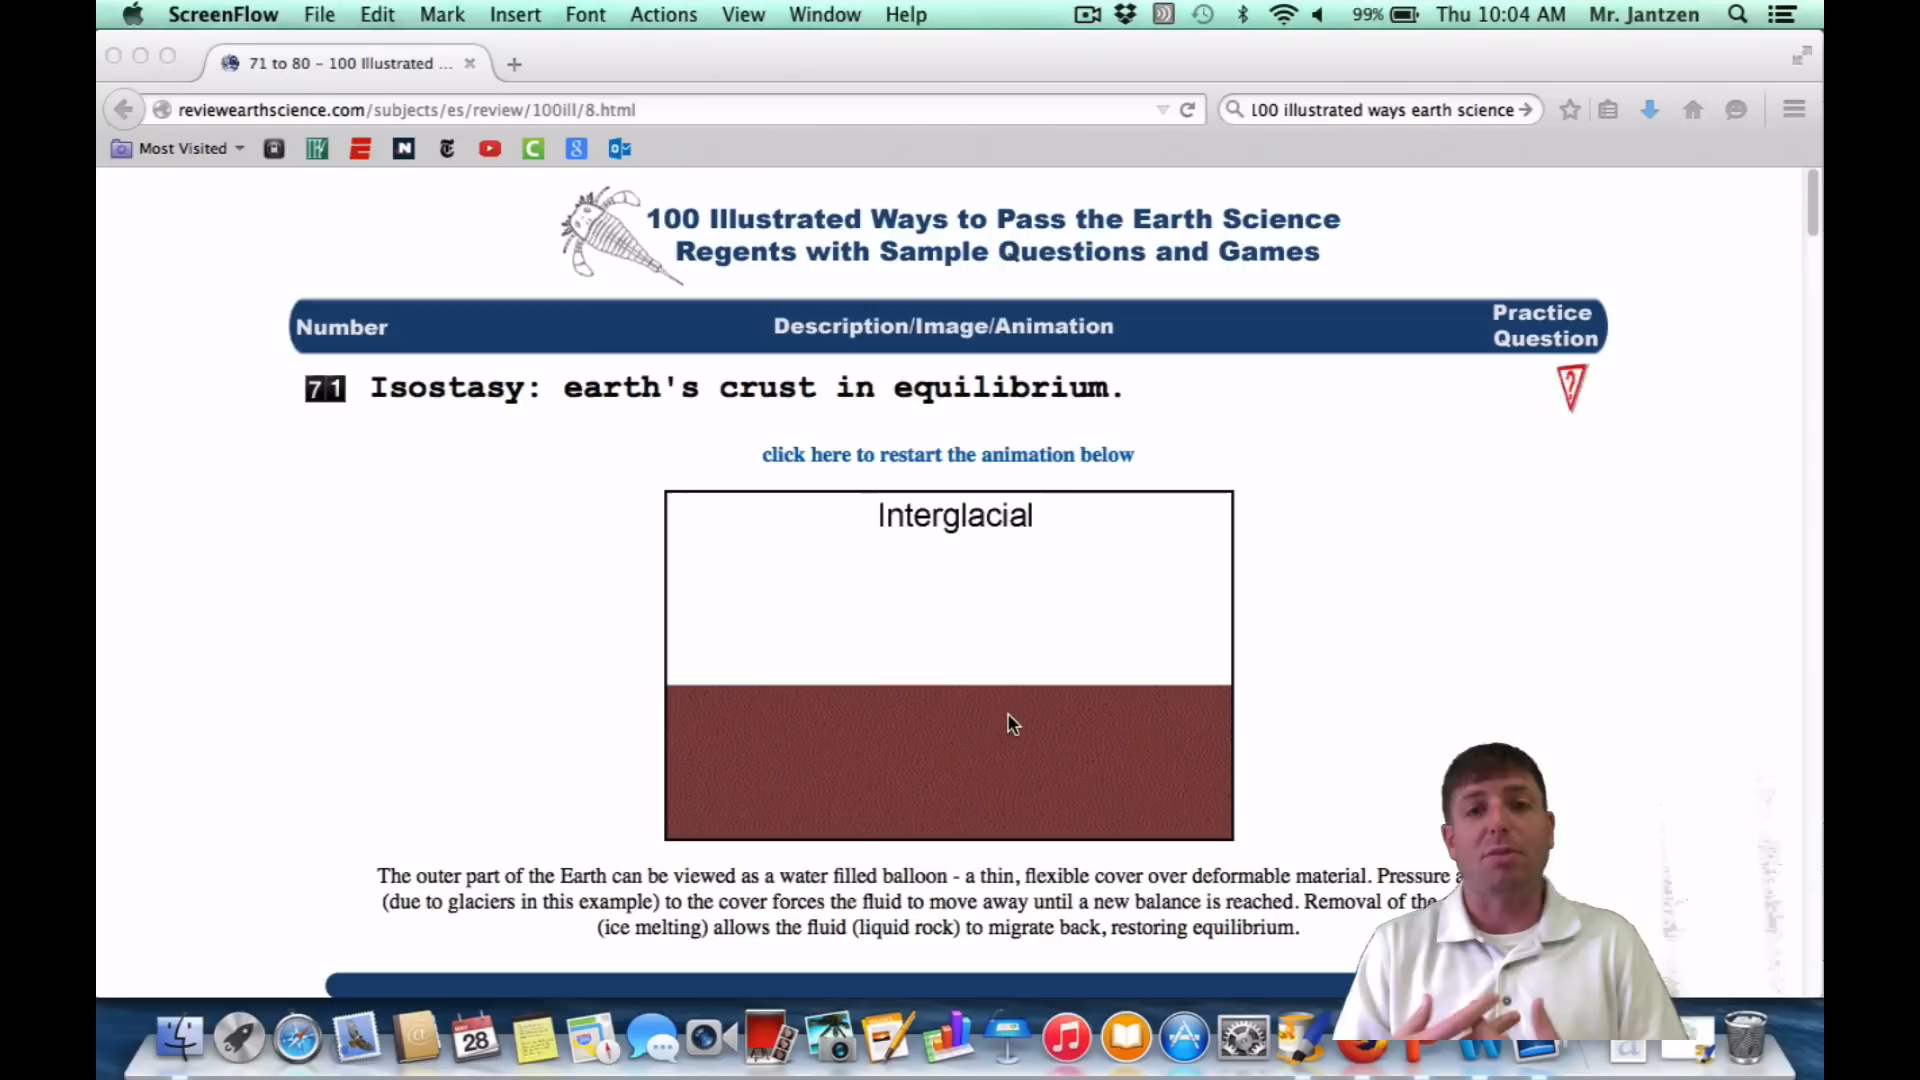 ScreenFlow File Edit Mark Insert Font Actions View Window Help 99% Thu 10:04 AM Mr. Jantzen
71 to 80 - 100 Illustrated ...
reviewearthscience.com/subjects/es/review/100ill/8.html
100 illustrated ways earth science
Most Visited
100 Illustrated Ways to Pass the Earth Science
Regents with Sample Questions and Games
Number Description/Image/Animation Practice
Question
71 Isostasy: earth's crust in equilibrium.
?
click here to restart the animation below
Interglacial
The outer part of the Earth can be viewed as a water filled balloon - a thin, flexible cover over deformable material. Pressure
(due to glaciers in this example) to the cover forces the fluid to move away until a new balance is reached. Removal of the
(ice melting) allows the fluid (liquid rock) to migrate back, restoring equilibrium.
28